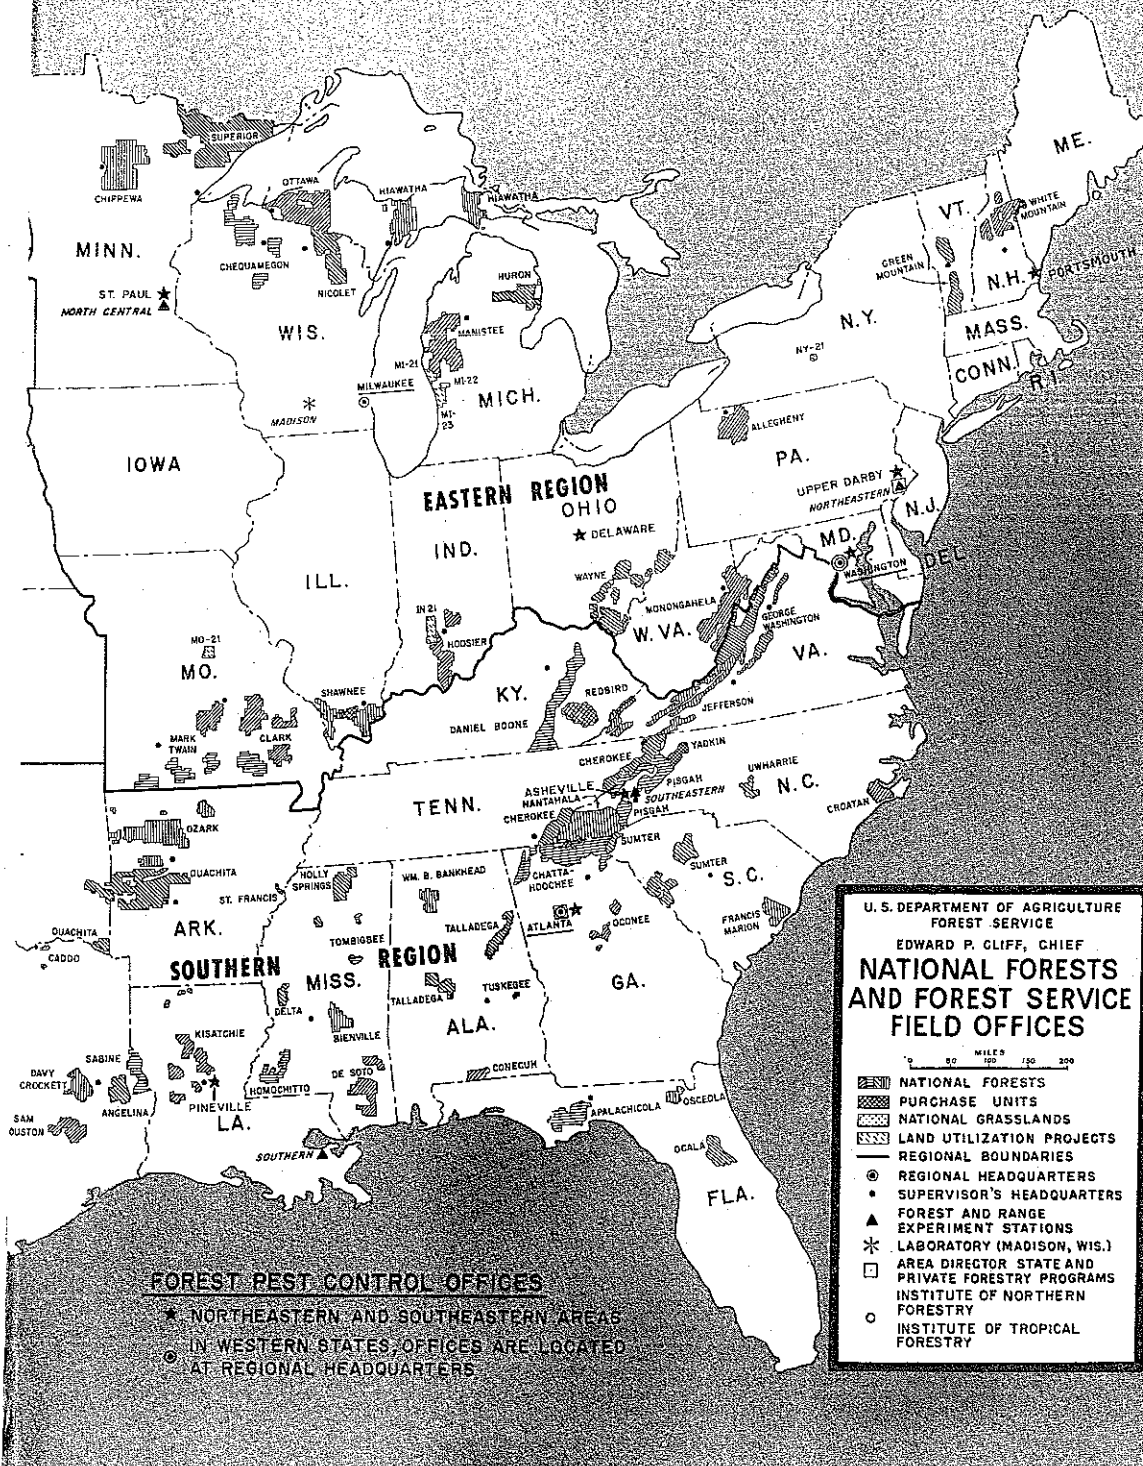 ME.
SUPERIOR
CHIPPEWA
OTTAWA
HIAWATHA
HIAWATHA
VT.
WHITE
MOUNTAIN
MINN.
CHEQUAMEGON
NICOLET
HURON
GREEN
MOUNTAIN
N.H.
PORTSMOUTH
ST. PAUL
NORTH CENTRAL
WIS.
MANISTEE
N.Y.
MASS.
NY-21
CONN.
R.I.
MI-21
MILWAUKEE
MI-22
MI-
23
MICH.
MADISON
ALLEGHENY
IOWA
PA.
EASTERN REGION
UPPER DARBY
NORTHEASTERN
N.J.
OHIO
DELAWARE
IND.
MD.
WASHINGTON
DEL
ILL.
WAYNE
MONONGAHELA
GEORGE
WASHINGTON
IN 21
HOOSIER
W. VA.
VA.
MO-21
MO.
SHAWNEE
KY.
REDBIRD
JEFFERSON
DANIEL BOONE
MARK
TWAIN
CLARK
CHEROKEE
YADKIN
UWHARRIE
PISGAH
N.C.
ASHEVILLE
SOUTHEASTERN
NANTAHALA
PISGAH
CROATAN
TENN.
CHEROKEE
SUMTER
OZARK
HOLLY
SPRINGS
WM. B. BANKHEAD
CHATTA-
HOOCHEE
SUMTER
S.C.
OUACHITA
ST. FRANCIS
ARK.
TALLADEGA
ATLANTA
OCONEE
FRANCIS
MARION
OUACHITA
CADDO
TOMBIGBEE
SOUTHERN REGION
MISS.
TALLADEGA
TUSKEGEE
GA.
DELTA
ALA.
KISATCHIE
BIENVILLE
SABINE
DAVY
CROCKETT
DE SOTO
CONECUH
HOMOCHITTO
ANGELINA
PINEVILLE
LA.
SAM
OUSTON
APALACHICOLA
OSCEOLA
SOUTHERN
OCALA
FLA.
U.S. DEPARTMENT OF AGRICULTURE
FOREST SERVICE
EDWARD P. CLIFF, CHIEF
NATIONAL FORESTS
AND FOREST SERVICE
FIELD OFFICES
MILES
0 50 100 150 200
NATIONAL FORESTS
PURCHASE UNITS
NATIONAL GRASSLANDS
LAND UTILIZATION PROJECTS
REGIONAL BOUNDARIES
REGIONAL HEADQUARTERS
SUPERVISOR'S HEADQUARTERS
FOREST AND RANGE
EXPERIMENT STATIONS
LABORATORY (MADISON, WIS.)
AREA DIRECTOR STATE AND
PRIVATE FORESTRY PROGRAMS
INSTITUTE OF NORTHERN
FORESTRY
INSTITUTE OF TROPICAL
FORESTRY
FOREST PEST CONTROL OFFICES
NORTHEASTERN AND SOUTHEASTERN AREAS
IN WESTERN STATES, OFFICES ARE LOCATED
AT REGIONAL HEADQUARTERS